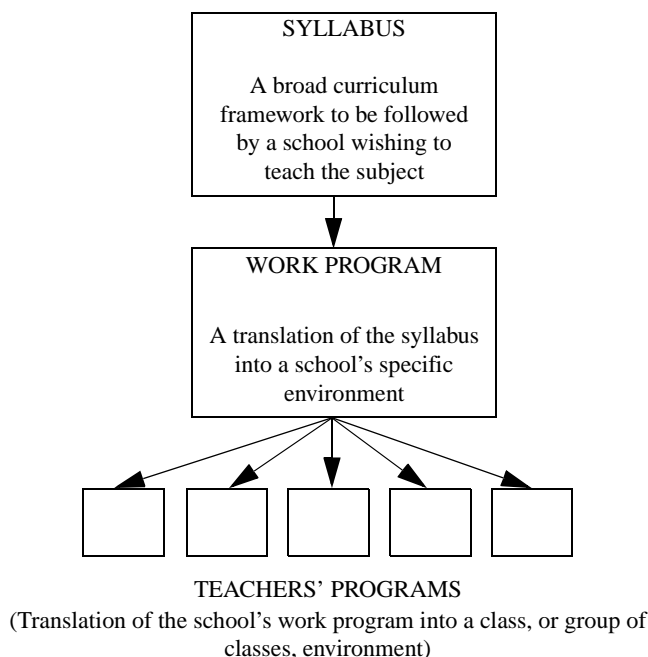 SYLLABUS
A broad curriculum
framework to be followed
by a school wishing to
teach the subject
WORK PROGRAM
A translation of the syllabus
into a school’s specific
environment
TEACHERS’ PROGRAMS
(Translation of the school’s work program into a class, or group of
classes, environment)